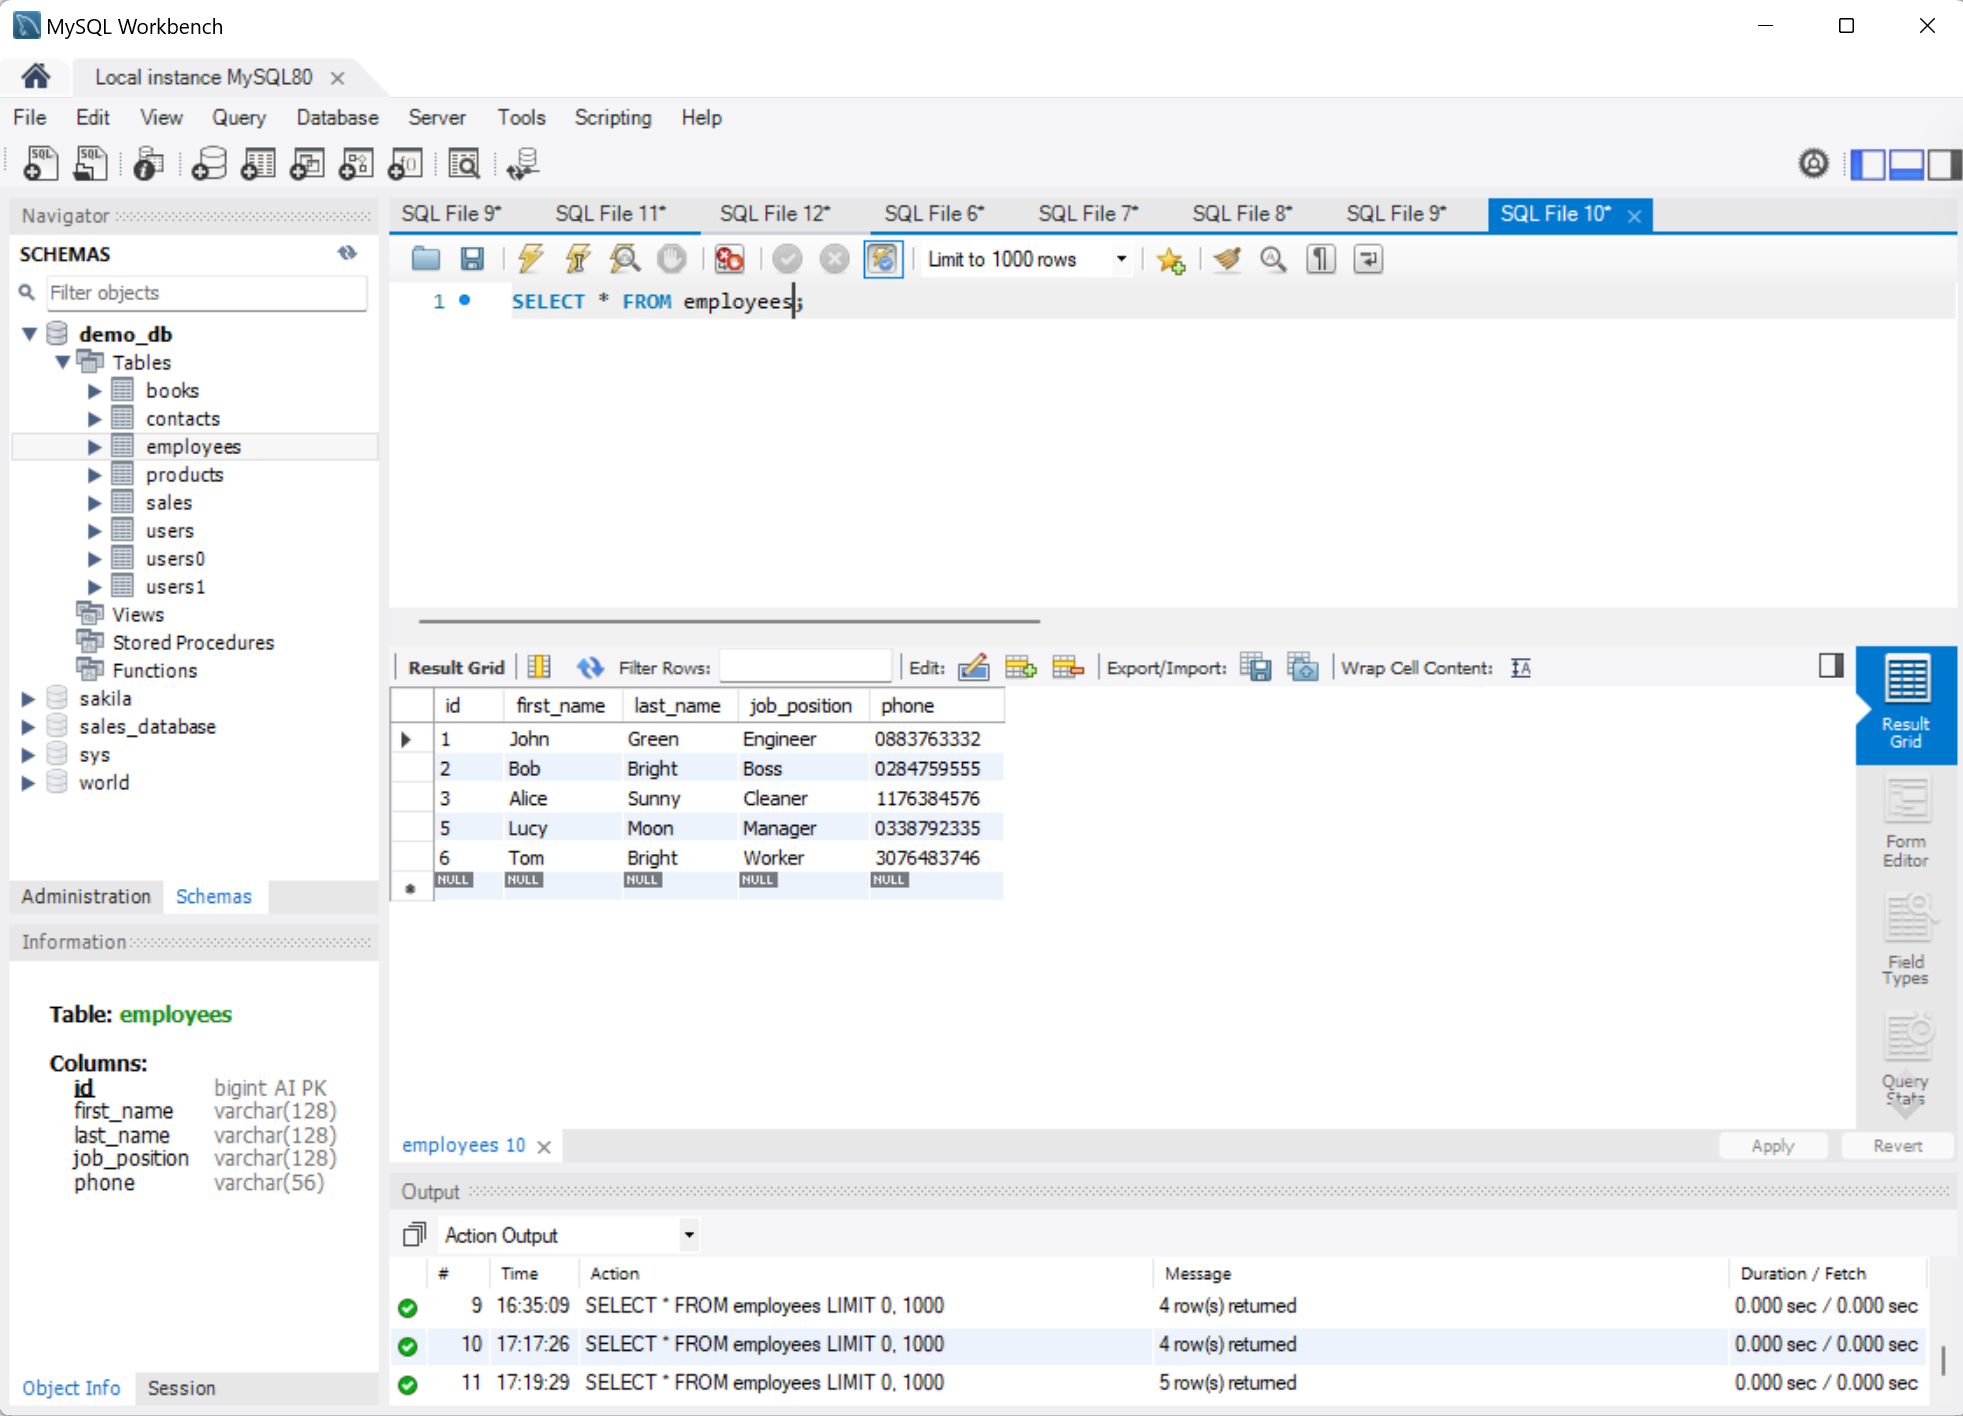 MySQL Workbench
Local instance MySQL80
File Edit View Query Database Server Tools Scripting Help
Navigator
SCHEMAS
Filter objects
demo_db
Tables
books
contacts
employees
products
sales
users
users0
users1
Views
Stored Procedures
Functions
sakila
sales_database
sys
world
Administration Schemas
Information
Table: employees
Columns:
id bigint AI PK
first_name varchar(128)
last_name varchar(128)
job_position varchar(128)
phone varchar(56)
Object Info Session
SQL File 9* SQL File 11* SQL File 12* SQL File 6* SQL File 7* SQL File 8* SQL File 9* SQL File 10*
Limit to 1000 rows
1 SELECT * FROM employees;
Result Grid Filter Rows: Edit: Export/Import: Wrap Cell Content:
id first_name last_name job_position phone
1 John Green Engineer 0883763332
2 Bob Bright Boss 0284759555
3 Alice Sunny Cleaner 1176384576
5 Lucy Moon Manager 0338792335
6 Tom Bright Worker 3076483746
NULL NULL NULL NULL NULL
Result
Grid
Form
Editor
Field
Types
Query
Stats
employees 10
Apply Revert
Output
Action Output
# Time Action Message Duration / Fetch
9 16:35:09 SELECT * FROM employees LIMIT 0, 1000 4 row(s) returned 0.000 sec / 0.000 sec
10 17:17:26 SELECT * FROM employees LIMIT 0, 1000 4 row(s) returned 0.000 sec / 0.000 sec
11 17:19:29 SELECT * FROM employees LIMIT 0, 1000 5 row(s) returned 0.000 sec / 0.000 sec